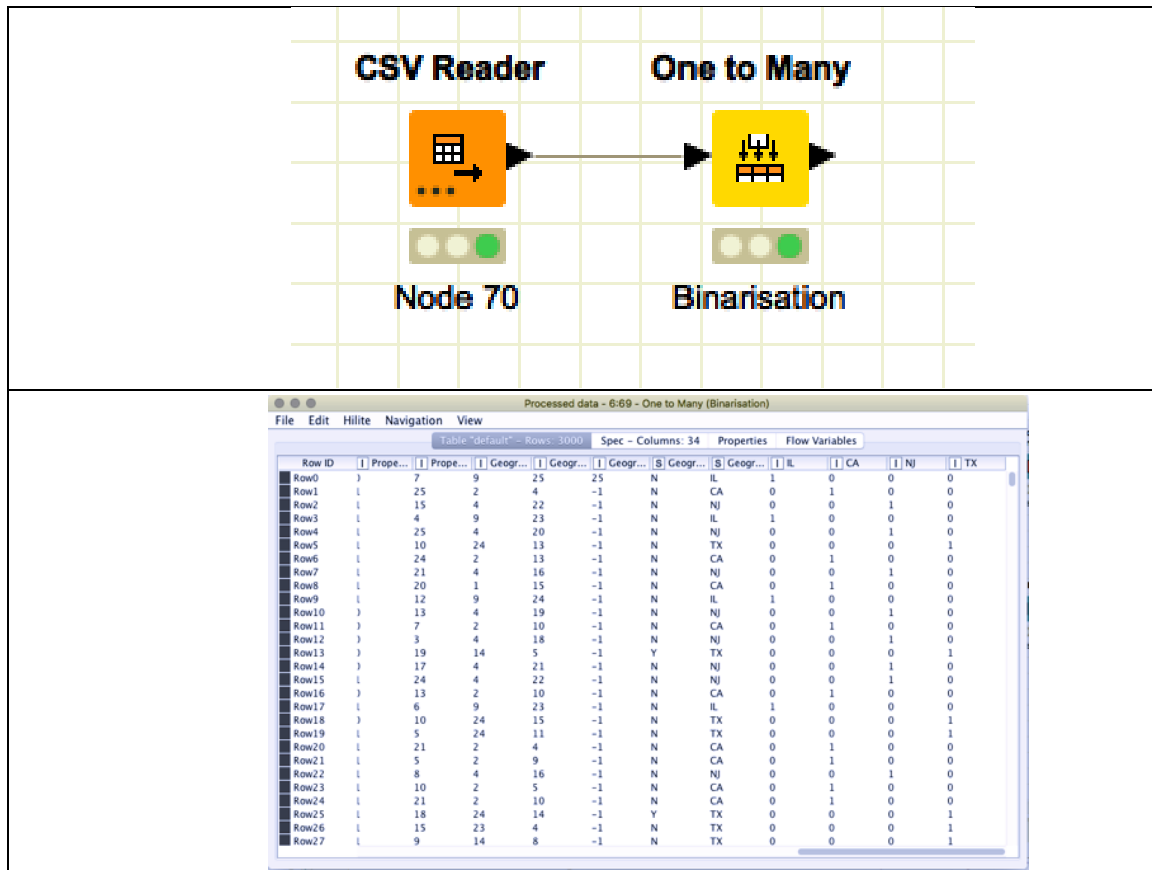 CSV Reader One to Many
Node 70 Binarisation
Processed data - 6:69 - One to Many (Binarisation)
File Edit Hilite Navigation View
Table "default" - Rows: 3000 Spec - Columns: 34 Properties Flow Variables
Row ID I Prope... I Prope... I Geogr... I Geogr... I Geogr... S Geogr... S Geogr... I IL I CA I NJ I TX
Row0 7 9 25 25 N IL 1 0 0 0
Row1 25 2 4 -1 N CA 0 1 0 0
Row2 15 4 22 -1 N NJ 0 0 1 0
Row3 4 9 23 -1 N IL 1 0 0 0
Row4 25 4 20 -1 N NJ 0 0 1 0
Row5 10 24 13 -1 N TX 0 0 0 1
Row6 24 2 13 -1 N CA 0 1 0 0
Row7 21 4 16 -1 N NJ 0 0 1 0
Row8 20 1 15 -1 N CA 0 1 0 0
Row9 12 9 24 -1 N IL 1 0 0 0
Row10 13 4 19 -1 N NJ 0 0 1 0
Row11 7 2 10 -1 N CA 0 1 0 0
Row12 3 4 18 -1 N NJ 0 0 1 0
Row13 19 14 5 -1 Y TX 0 0 0 1
Row14 17 4 21 -1 N NJ 0 0 1 0
Row15 24 4 22 -1 N NJ 0 0 1 0
Row16 13 2 10 -1 N CA 0 1 0 0
Row17 6 9 23 -1 N IL 1 0 0 0
Row18 10 24 15 -1 N TX 0 0 0 1
Row19 5 24 11 -1 N TX 0 0 0 1
Row20 21 2 4 -1 N CA 0 1 0 0
Row21 5 2 9 -1 N CA 0 1 0 0
Row22 8 4 16 -1 N NJ 0 0 1 0
Row23 10 2 5 -1 N CA 0 1 0 0
Row24 21 2 10 -1 N CA 0 1 0 0
Row25 18 24 14 -1 Y TX 0 0 0 1
Row26 15 23 4 -1 N TX 0 0 0 1
Row27 9 14 8 -1 N TX 0 0 0 1